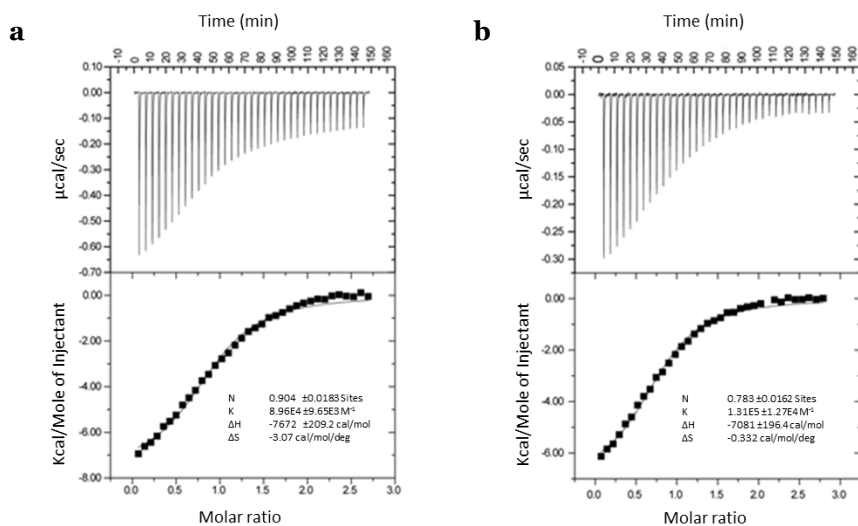 a
Time (min)
-10 0 10 20 30 40 50 60 70 80 90 100 110 120 130 140 150 160
0.10
0.00
-0.10
-0.20
-0.30
-0.40
-0.50
-0.60
-0.70
µcal/sec
0.00
-2.00
-4.00
-6.00
-8.00
Kcal/Mole of Injectant
N 0.904 ±0.0183 Sites
K 8.96E4 ±9.65E3 M⁻¹
ΔH -7672 ±209.2 cal/mol
ΔS -3.07 cal/mol/deg
0.0 0.5 1.0 1.5 2.0 2.5 3.0
Molar ratio
b
Time (min)
-10 0 10 20 30 40 50 60 70 80 90 100 110 120 130 140 150 160
0.05
0.00
-0.05
-0.10
-0.15
-0.20
-0.25
-0.30
µcal/sec
0.00
-2.00
-4.00
-6.00
Kcal/Mole of Injectant
N 0.783 ±0.0162 Sites
K 1.31E5 ±1.27E4 M⁻¹
ΔH -7081 ±196.4 cal/mol
ΔS -0.332 cal/mol/deg
0.0 0.5 1.0 1.5 2.0 2.5 3.0
Molar ratio